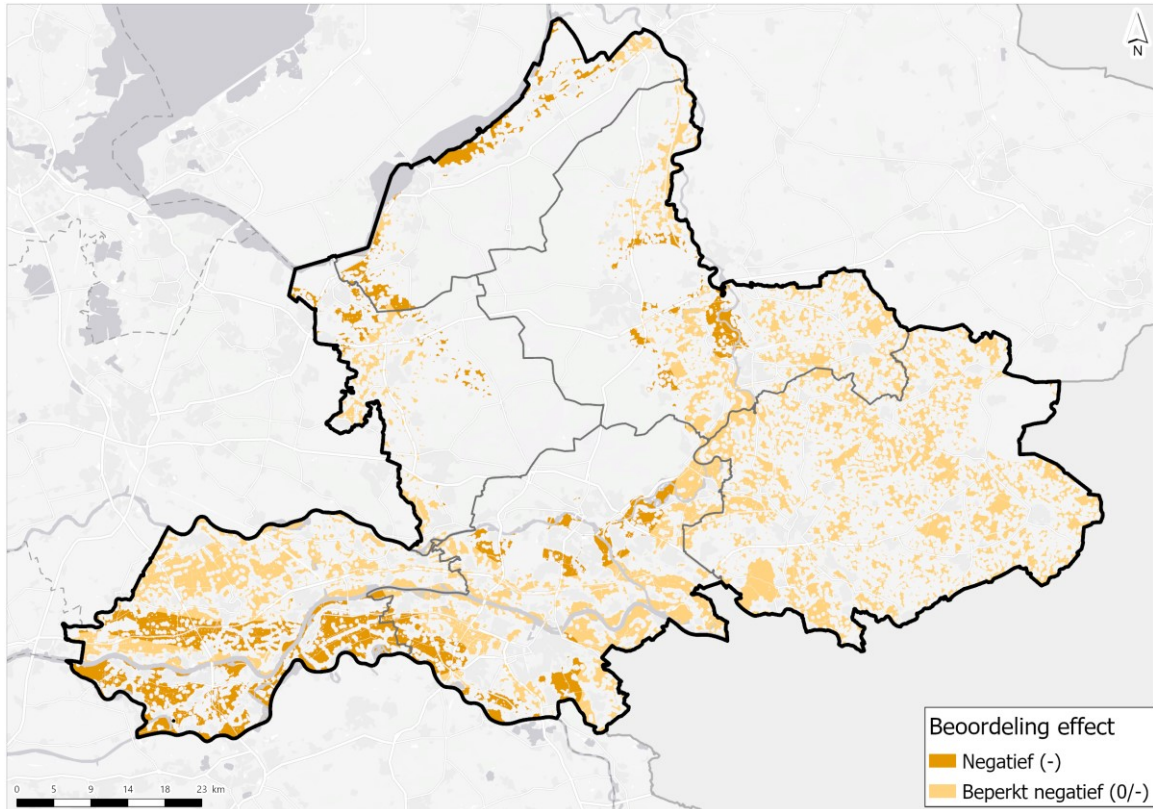 N
Beoordeling effect
Negatief (-)
Beperkt negatief (0/-)
0 5 9 14 18 23 km